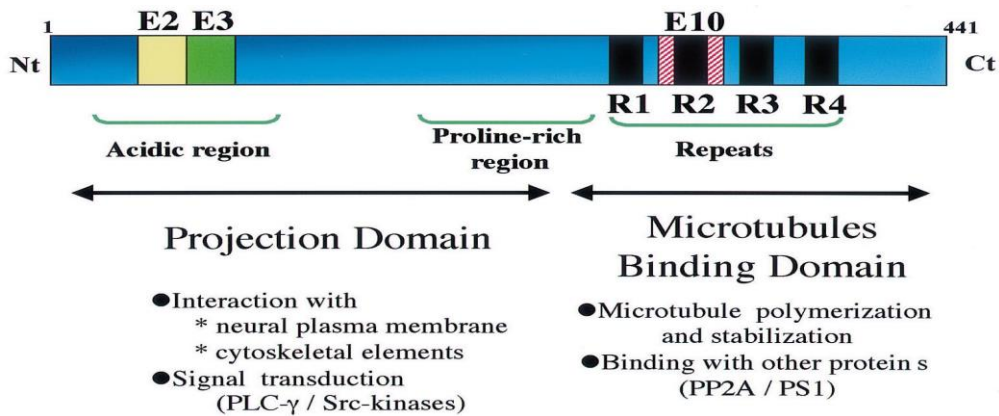 1 441
E2 E3 E10
Nt Ct
R1 R2 R3 R4
Acidic region
Proline-rich
region
Repeats
Projection Domain
●Interaction with
* neural plasma membrane
* cytoskeletal elements
●Signal transduction
(PLC-γ / Src-kinases)
Microtubules
Binding Domain
●Microtubule polymerization
and stabilization
●Binding with other protein s
(PP2A / PS1)